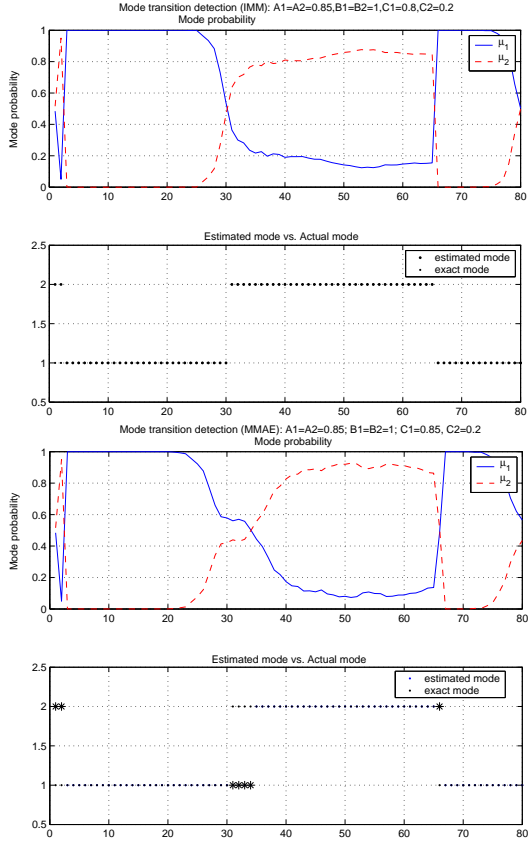 Mode transition detection (IMM): A1=A2=0.85,B1=B2=1,C1=0.8,C2=0.2
Mode probability
Mode probability
1
0.8
0.6
0.4
0.2
0
0 10 20 30 40 50 60 70 80
μ1
μ2
Estimated mode vs. Actual mode
2.5
2
1.5
1
0.5
0 10 20 30 40 50 60 70 80
estimated mode
exact mode
Mode transition detection (MMAE): A1=A2=0.85; B1=B2=1; C1=0.85, C2=0.2
Mode probability
Mode probability
1
0.8
0.6
0.4
0.2
0
0 10 20 30 40 50 60 70 80
μ1
μ2
Estimated mode vs. Actual mode
2.5
2
1.5
1
0.5
0 10 20 30 40 50 60 70 80
estimated mode
exact mode